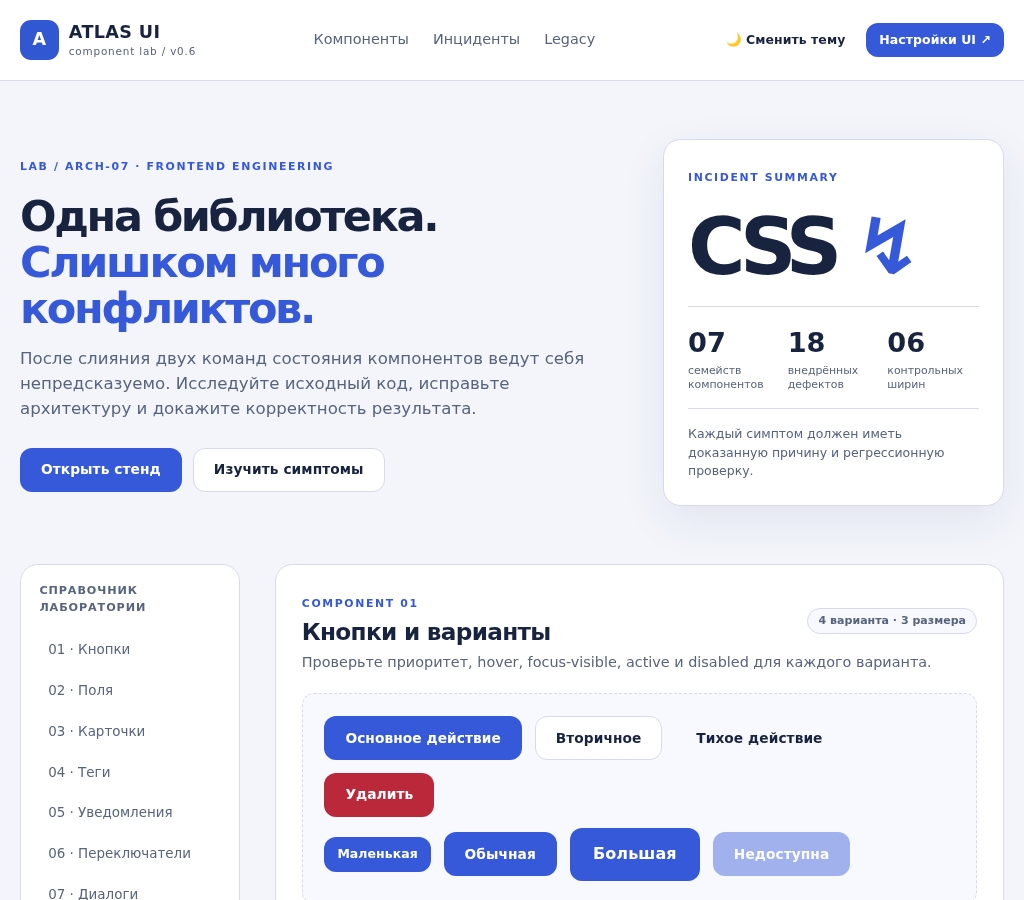 A
ATLAS UI
component lab / v0.6
Компоненты
Инциденты
Legacy
🌙 Сменить тему
Настройки UI ↗
LAB / ARCH-07 · FRONTEND ENGINEERING
Одна библиотека.
Слишком много
конфликтов.
После слияния двух команд состояния компонентов ведут себя
непредсказуемо. Исследуйте исходный код, исправьте
архитектуру и докажите корректность результата.
Открыть стенд
Изучить симптомы
INCIDENT SUMMARY
CSS ↯
07
семейств
компонентов
18
внедрённых
дефектов
06
контрольных
ширин
Каждый симптом должен иметь
доказанную причину и регрессионную
проверку.
СПРАВОЧНИК
ЛАБОРАТОРИИ
01 · Кнопки
02 · Поля
03 · Карточки
04 · Теги
05 · Уведомления
06 · Переключатели
07 · Диалоги
COMPONENT 01
Кнопки и варианты
4 варианта · 3 размера
Проверьте приоритет, hover, focus-visible, active и disabled для каждого варианта.
Основное действие
Вторичное
Тихое действие
Удалить
Маленькая
Обычная
Большая
Недоступна